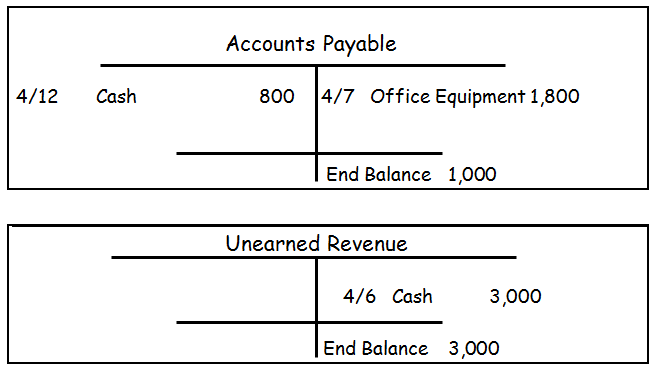 Accounts Payable
4/12 Cash 800 4/7 Office Equipment 1,800
End Balance 1,000
Unearned Revenue
4/6 Cash 3,000
End Balance 3,000